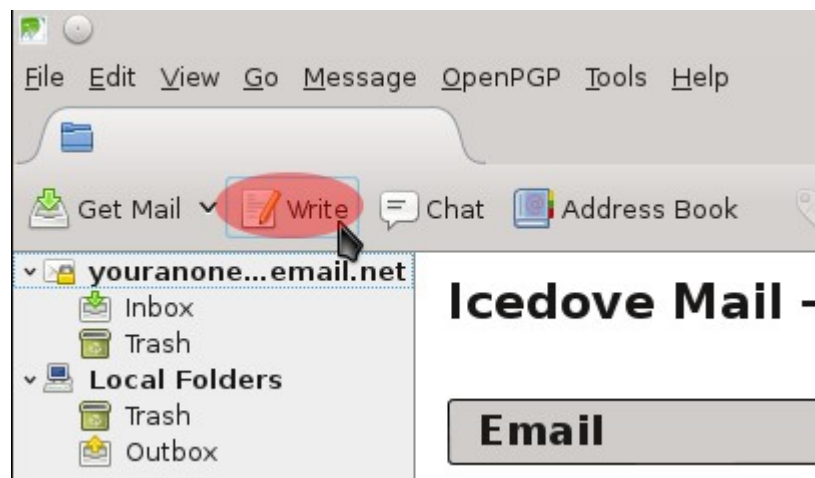 File Edit View Go Message OpenPGP Tools Help
Get Mail Write Chat Address Book
youranone...email.net
Inbox
Trash
Local Folders
Trash
Outbox
Icedove Mail -
Email